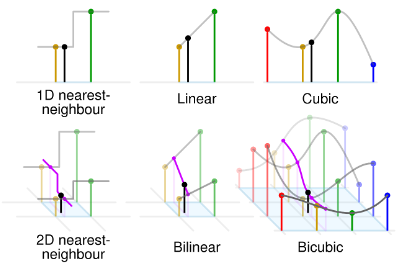 1D nearest-
neighbour
Linear
Cubic
2D nearest-
neighbour
Bilinear
Bicubic